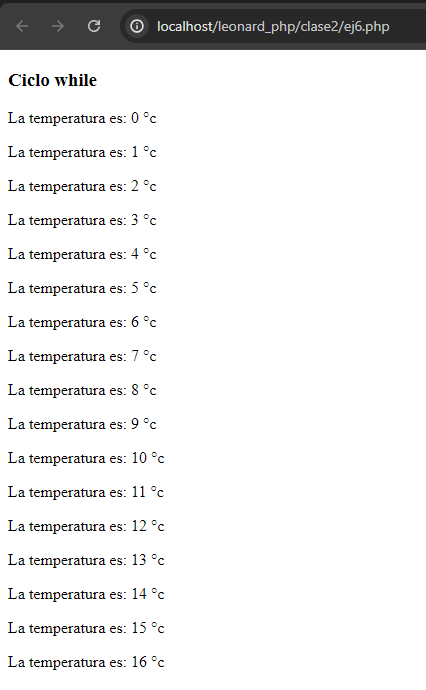 localhost/leonard_php/clase2/ej6.php
Ciclo while
La temperatura es: 0 °c
La temperatura es: 1 °c
La temperatura es: 2 °c
La temperatura es: 3 °c
La temperatura es: 4 °c
La temperatura es: 5 °c
La temperatura es: 6 °c
La temperatura es: 7 °c
La temperatura es: 8 °c
La temperatura es: 9 °c
La temperatura es: 10 °c
La temperatura es: 11 °c
La temperatura es: 12 °c
La temperatura es: 13 °c
La temperatura es: 14 °c
La temperatura es: 15 °c
La temperatura es: 16 °c